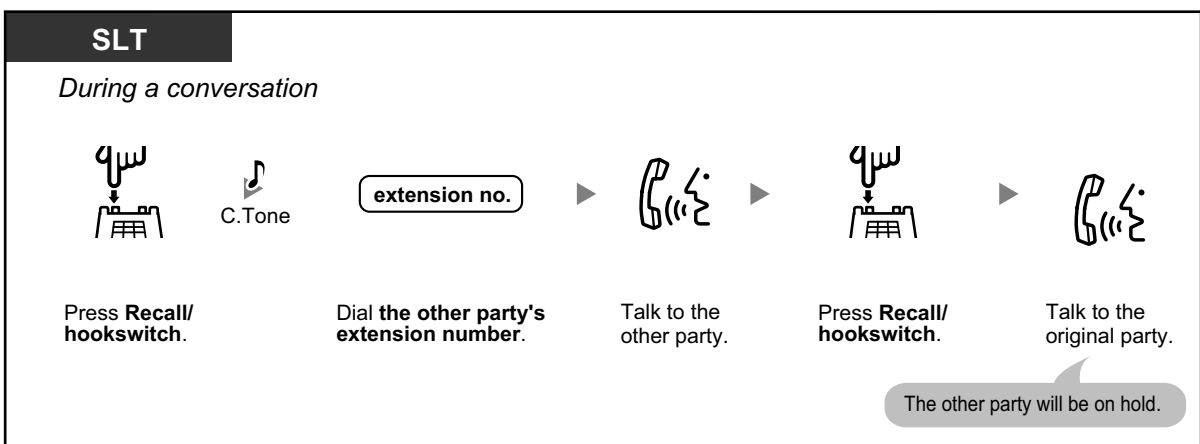 SLT
During a conversation
C.Tone
extension no.
Press Recall/
hookswitch.
Dial the other party's
extension number.
Talk to the
other party.
Press Recall/
hookswitch.
Talk to the
original party.
The other party will be on hold.